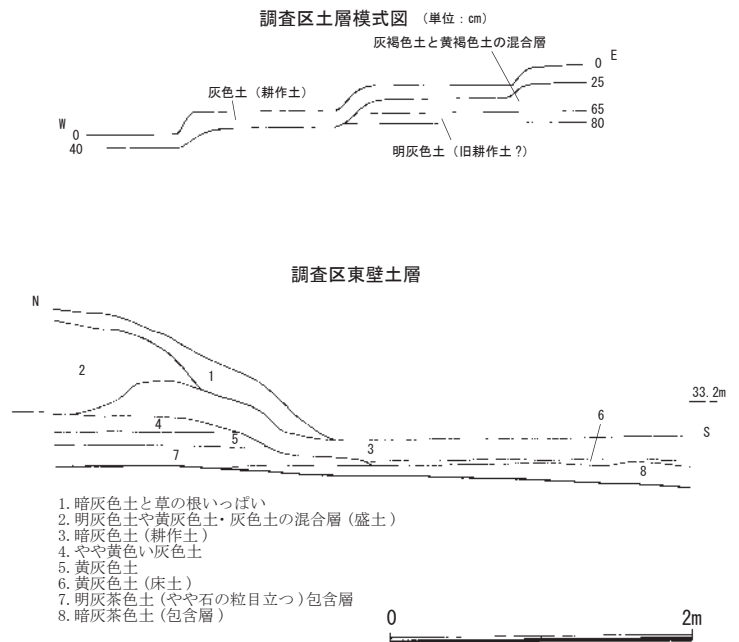 調査区土層模式図 (単位：cm)
灰褐色土と黄褐色土の混合層
E
0
25
灰色土（耕作土）
65
80
W
0
40
明灰色土（旧耕作土？）
調査区東壁土層
N
2
1
33.2m
6
S
4
5
3
7
8
1. 暗灰色土と草の根いっぱい
2. 明灰色土や黄灰色土・灰色土の混合層（盛土）
3. 暗灰色土（耕作土）
4. やや黄色い灰色土
5. 黄灰色土
6. 黄灰色土（床土）
7. 明灰茶色土（やや石の粒目立つ）包含層
8. 暗灰茶色土（包含層）
0
2m